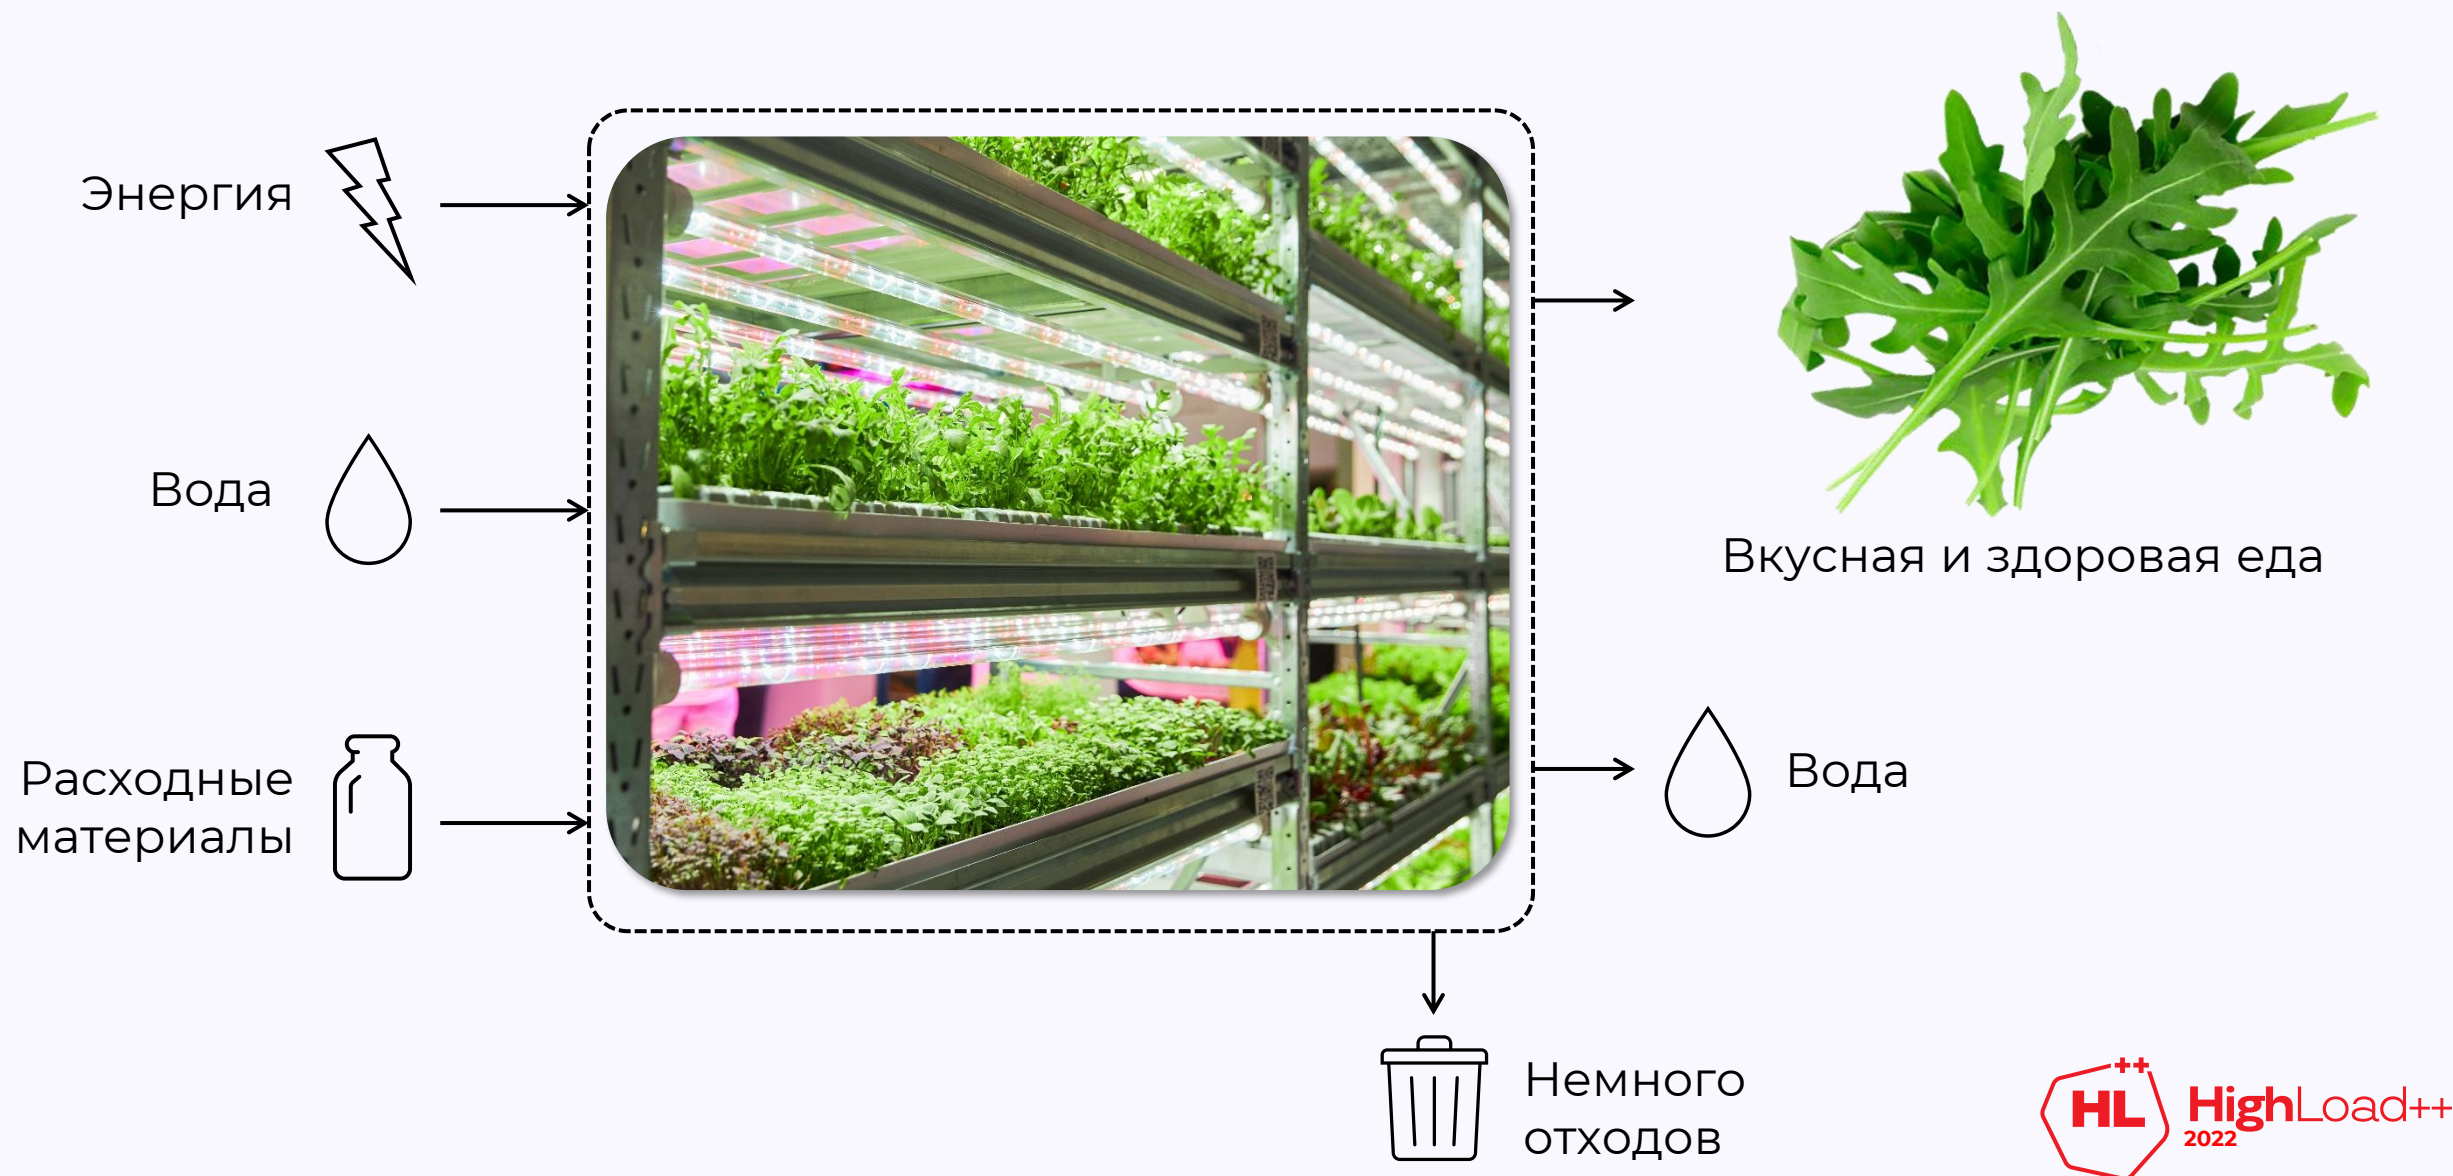 Энергия
Вода
Расходные
материалы
Вкусная и здоровая еда
Вода
Немного
отходов
HL++
HighLoad++
2022